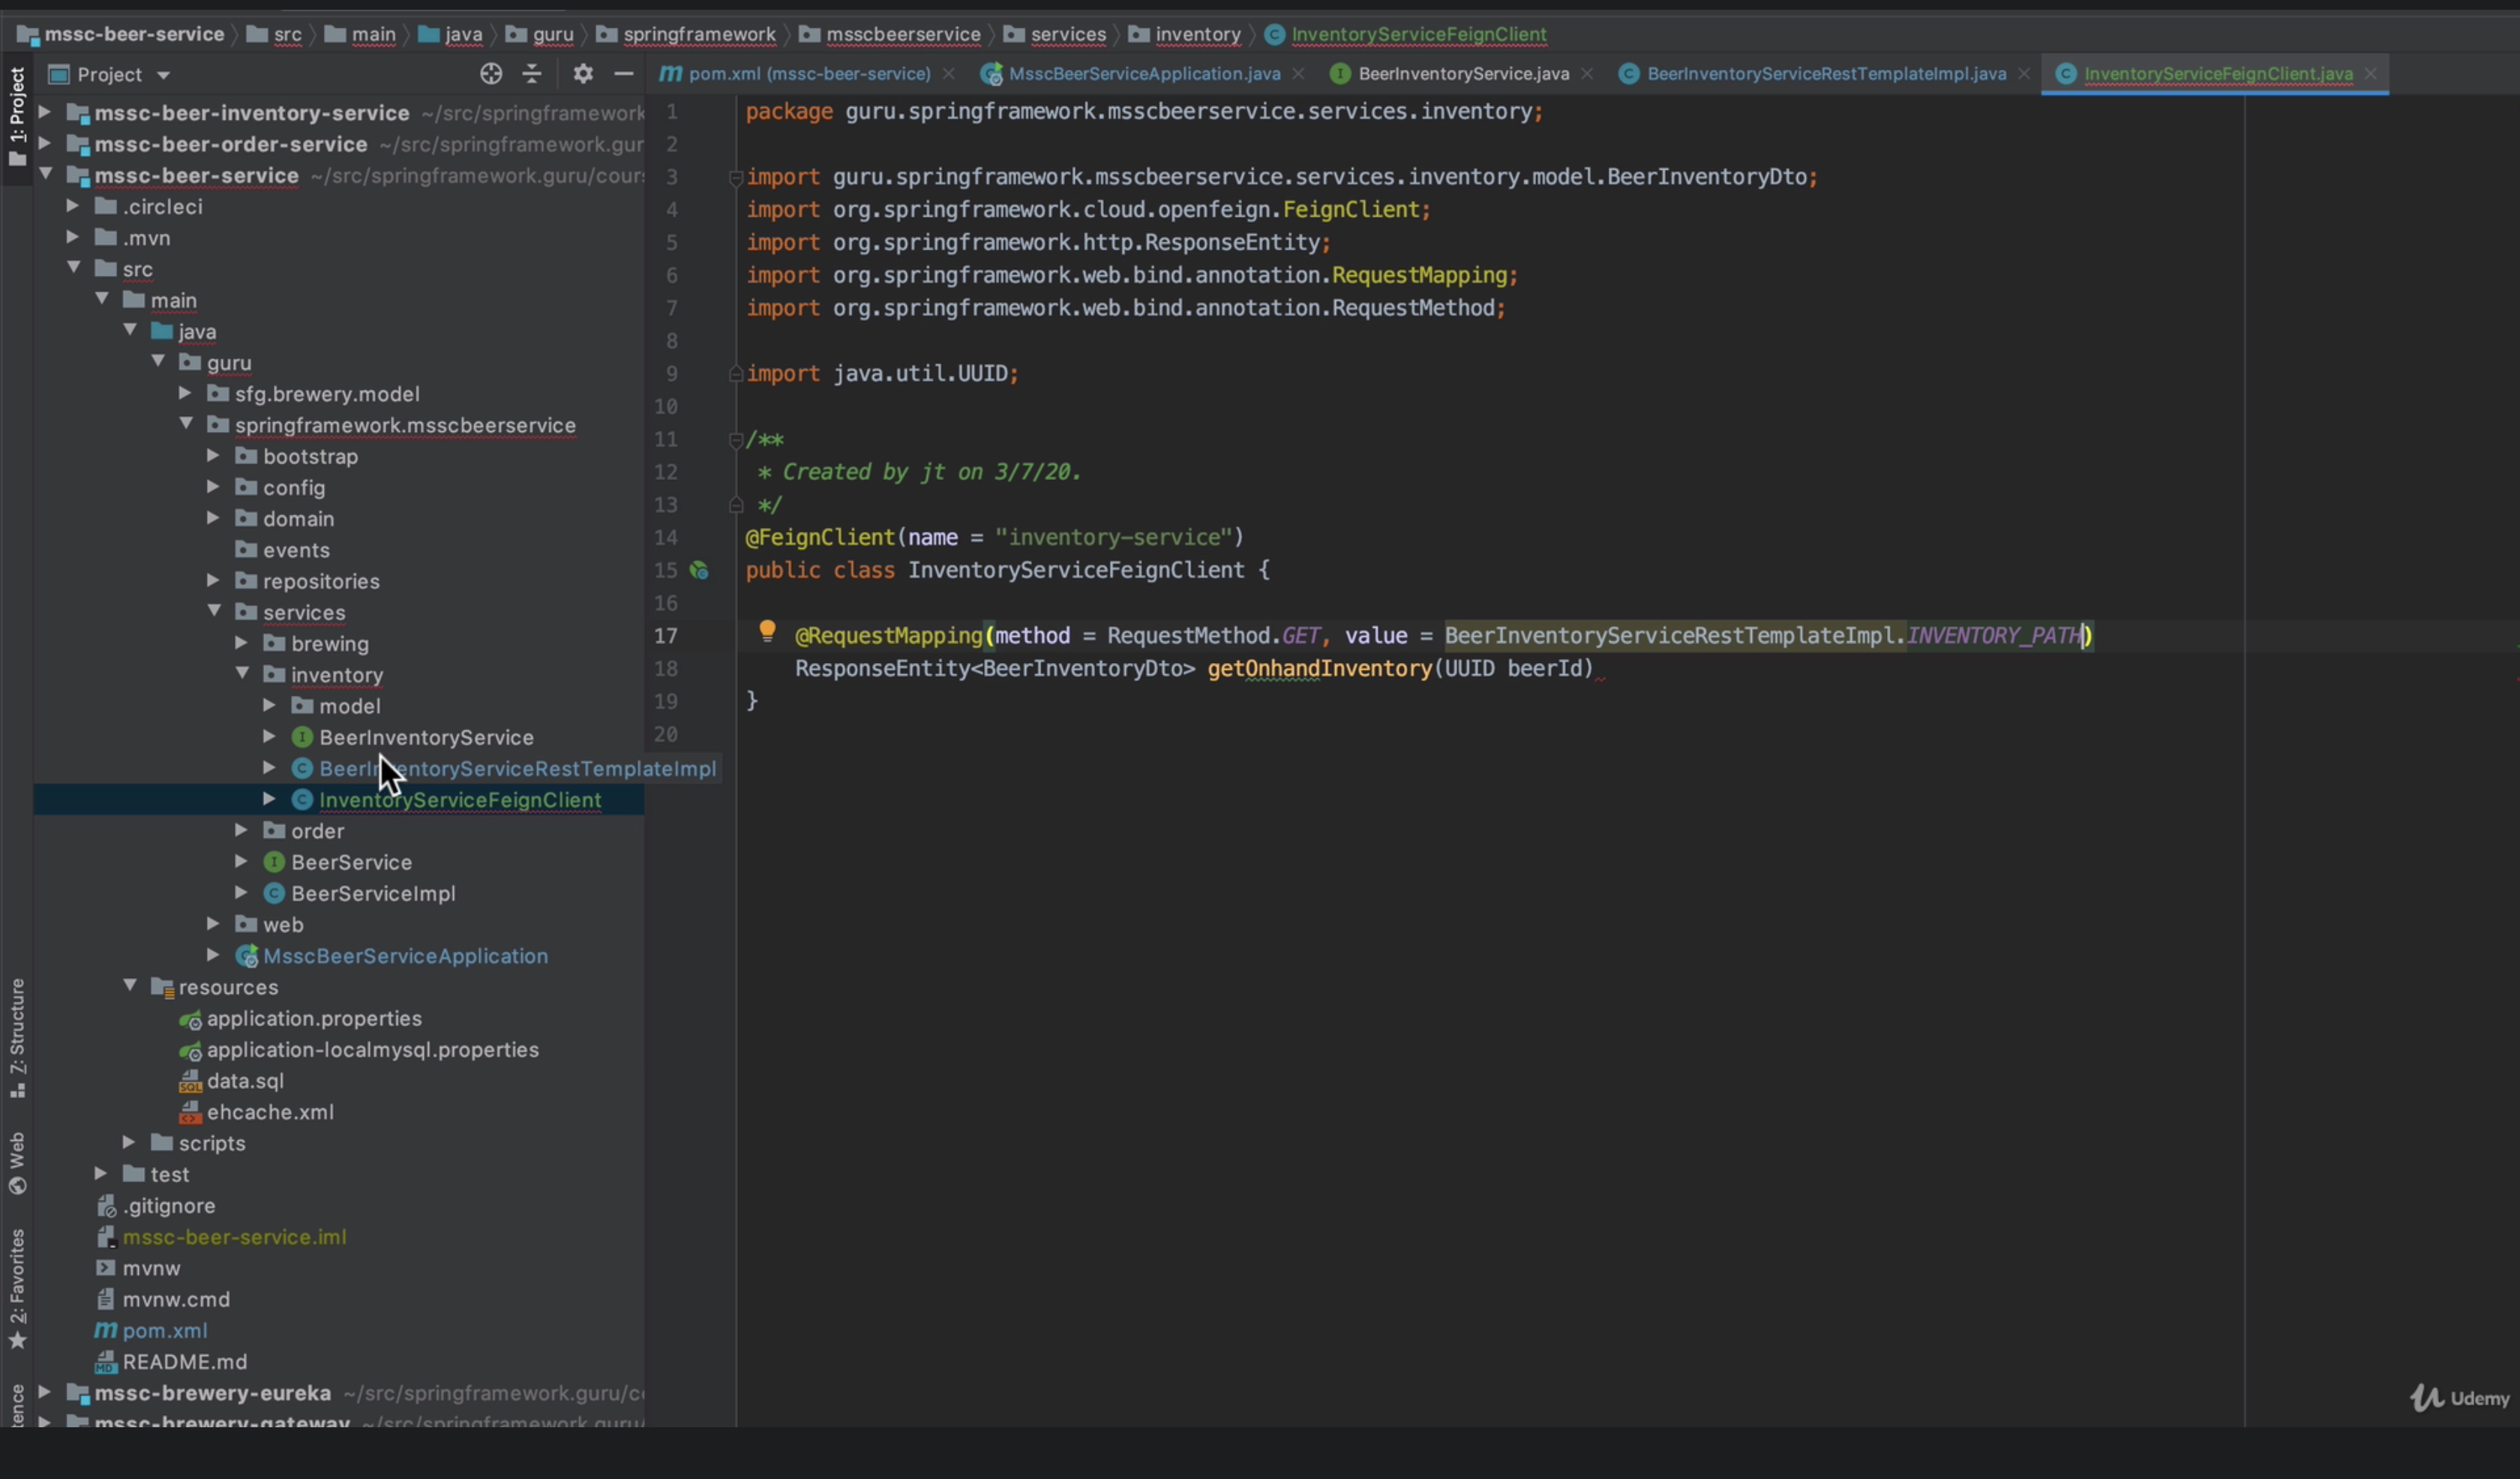 mssc-beer-service src main java guru springframework msscbeerservice services inventory InventoryServiceFeignClient
Project
pom.xml (mssc-beer-service) MsscBeerServiceApplication.java BeerInventoryService.java BeerInventoryServiceRestTemplateImpl.java InventoryServiceFeignClient.java
1: Project
mssc-beer-inventory-service ~/src/springframework
mssc-beer-order-service ~/src/springframework.gur
mssc-beer-service ~/src/springframework.guru/cour
.circleci
.mvn
src
main
java
guru
sfg.brewery.model
springframework.msscbeerservice
bootstrap
config
domain
events
repositories
services
brewing
inventory
model
BeerInventoryService
BeerInventoryServiceRestTemplateImpl
InventoryServiceFeignClient
order
BeerService
BeerServiceImpl
web
MsscBeerServiceApplication
resources
application.properties
application-localmysql.properties
data.sql
ehcache.xml
scripts
test
.gitignore
mssc-beer-service.iml
mvnw
mvnw.cmd
pom.xml
README.md
mssc-brewery-eureka ~/src/springframework.guru/c
mssc-brewery-gateway ~/src/springframework.guru/
Z: Structure
Web
2: Favorites
tence
1 package guru.springframework.msscbeerservice.services.inventory;
2
3 import guru.springframework.msscbeerservice.services.inventory.model.BeerInventoryDto;
4 import org.springframework.cloud.openfeign.FeignClient;
5 import org.springframework.http.ResponseEntity;
6 import org.springframework.web.bind.annotation.RequestMapping;
7 import org.springframework.web.bind.annotation.RequestMethod;
8
9 import java.util.UUID;
10
11 /**
12 * Created by jt on 3/7/20.
13 */
14 @FeignClient(name = "inventory-service")
15 public class InventoryServiceFeignClient {
16
17 @RequestMapping(method = RequestMethod.GET, value = BeerInventoryServiceRestTemplateImpl.INVENTORY_PATH)
18 ResponseEntity<BeerInventoryDto> getOnhandInventory(UUID beerId)
19 }
20
Udemy